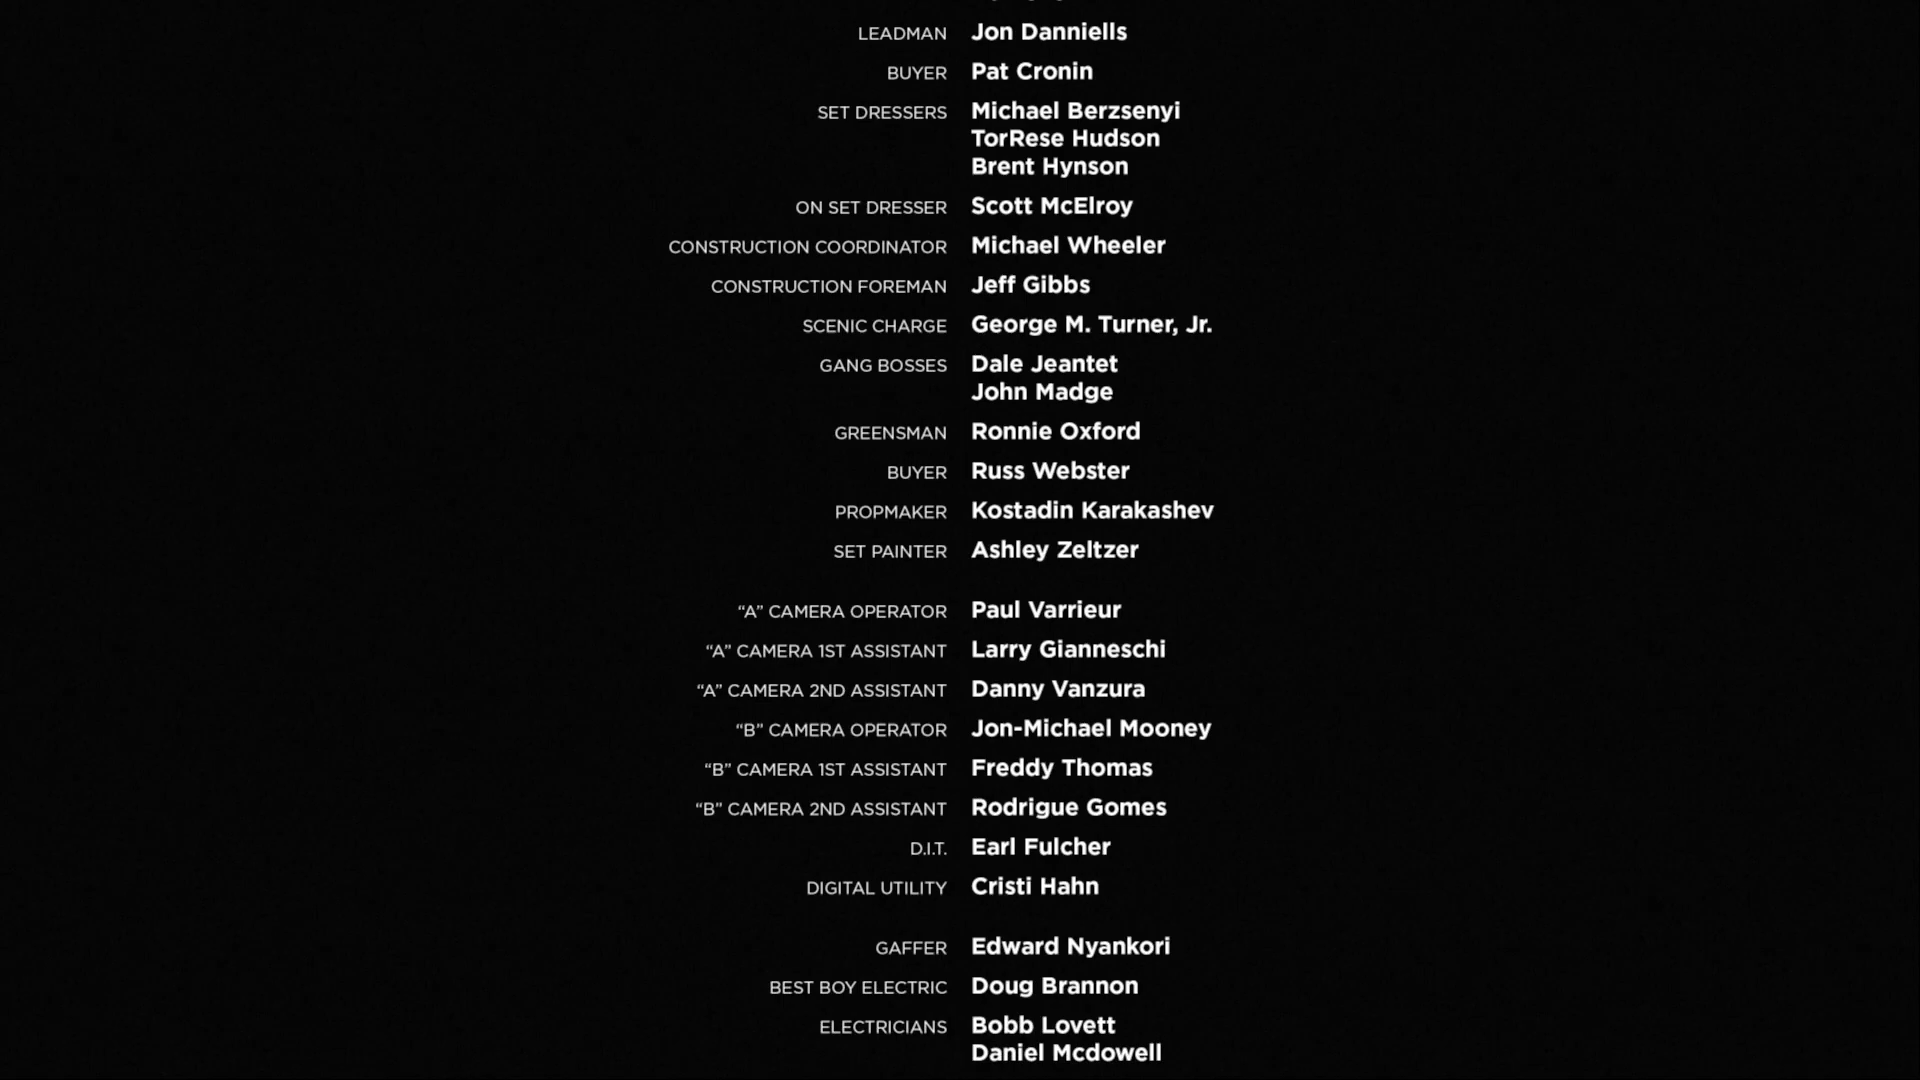 LEADMAN Jon Danniells
BUYER Pat Cronin
SET DRESSERS Michael Berzsenyi
TorRese Hudson
Brent Hynson
ON SET DRESSER Scott McElroy
CONSTRUCTION COORDINATOR Michael Wheeler
CONSTRUCTION FOREMAN Jeff Gibbs
SCENIC CHARGE George M. Turner, Jr.
GANG BOSSES Dale Jeantet
John Madge
GREENSMAN Ronnie Oxford
BUYER Russ Webster
PROPMAKER Kostadin Karakashev
SET PAINTER Ashley Zeltzer
“A” CAMERA OPERATOR Paul Varrieur
“A” CAMERA 1ST ASSISTANT Larry Gianneschi
“A” CAMERA 2ND ASSISTANT Danny Vanzura
“B” CAMERA OPERATOR Jon-Michael Mooney
“B” CAMERA 1ST ASSISTANT Freddy Thomas
“B” CAMERA 2ND ASSISTANT Rodrigue Gomes
D.I.T. Earl Fulcher
DIGITAL UTILITY Cristi Hahn
GAFFER Edward Nyankori
BEST BOY ELECTRIC Doug Brannon
ELECTRICIANS Bobb Lovett
Daniel Mcdowell